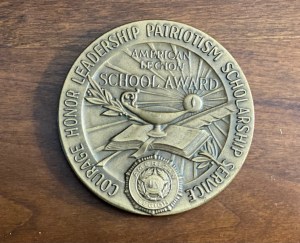 COURAGE HONOR LEADERSHIP PATRIOTISM SCHOLARSHIP SERVICE
AMERICAN
LEGION
SCHOOL AWARD